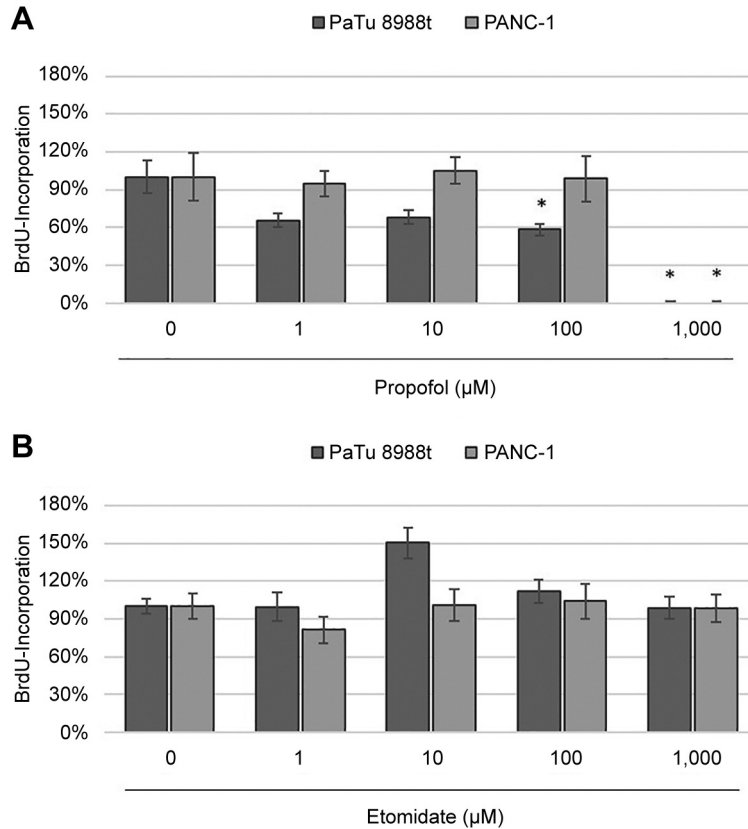 A
PaTu 8988t PANC-1
180%
150%
120%
90%
60%
30%
0%
BrdU-Incorporation
*
* *
0 1 10 100 1,000
Propofol (µM)
B
PaTu 8988t PANC-1
180%
150%
120%
90%
60%
30%
0%
BrdU-Incorporation
0 1 10 100 1,000
Etomidate (µM)